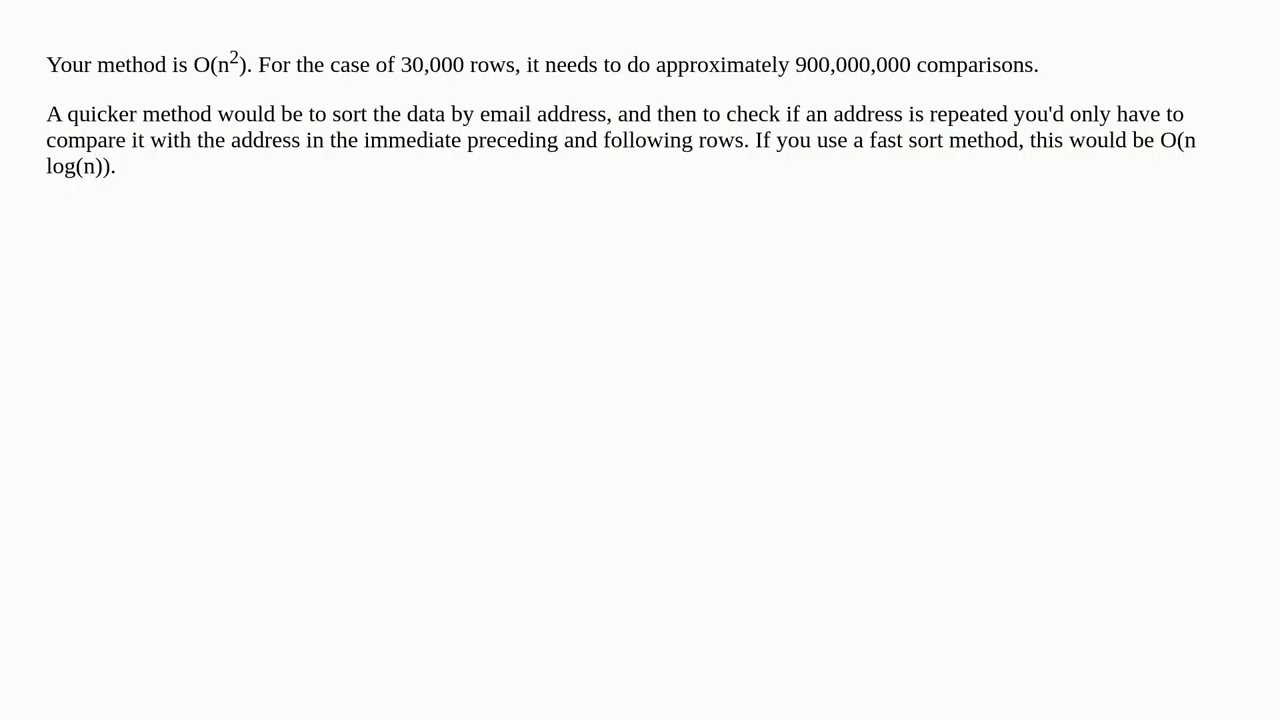 Your method is O(n²). For the case of 30,000 rows, it needs to do approximately 900,000,000 comparisons.
A quicker method would be to sort the data by email address, and then to check if an address is repeated you'd only have to
compare it with the address in the immediate preceding and following rows. If you use a fast sort method, this would be O(n
log(n)).